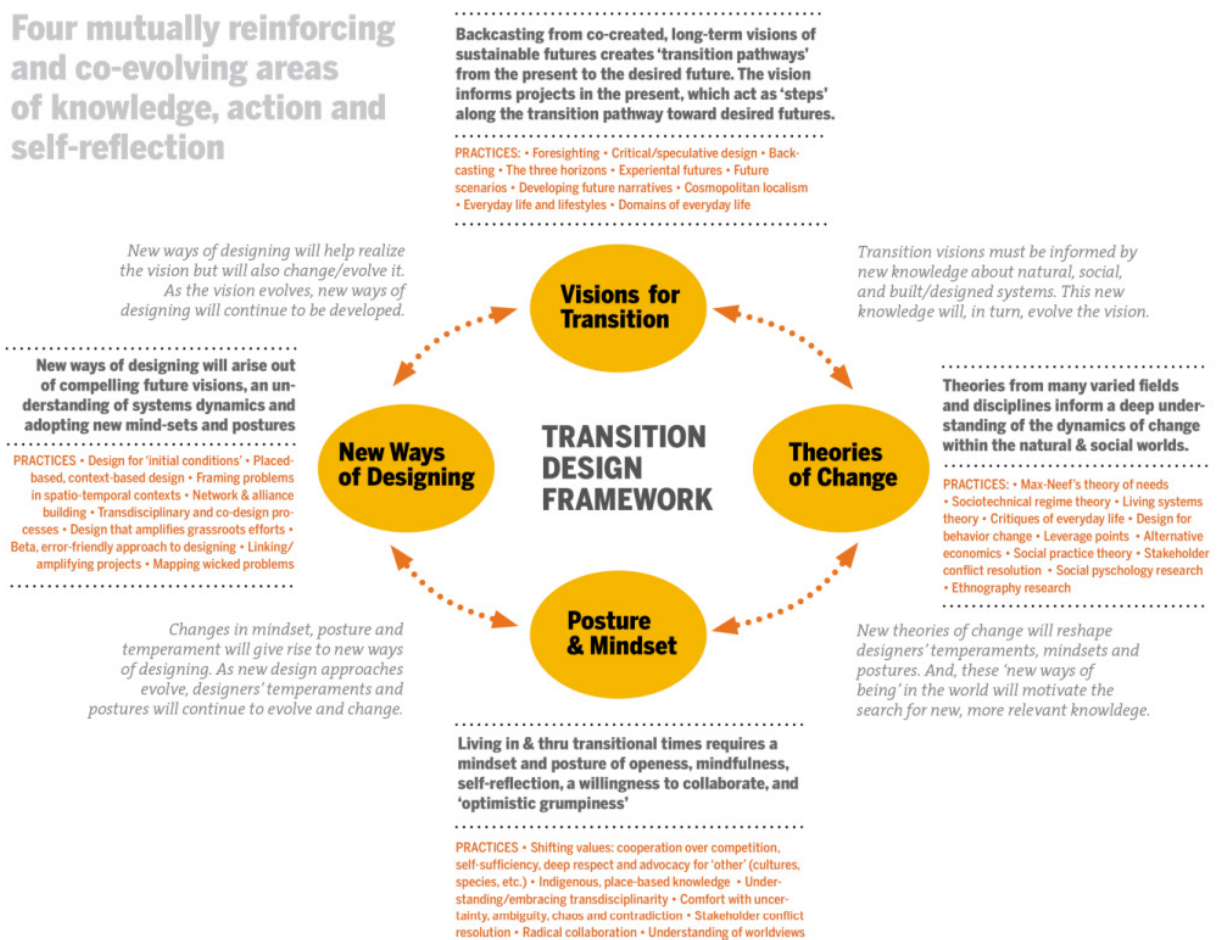 Four mutually reinforcing
and co-evolving areas
of knowledge, action and
self-reflection
Backcasting from co-created, long-term visions of
sustainable futures creates ‘transition pathways’
from the present to the desired future. The vision
informs projects in the present, which act as ‘steps’
along the transition pathway toward desired futures.
PRACTICES: • Foresighting • Critical/speculative design • Back-
casting • The three horizons • Experiental futures • Future
scenarios • Developing future narratives • Cosmopolitan localism
• Everyday life and lifestyles • Domains of everyday life
New ways of designing will help realize
the vision but will also change/evolve it.
As the vision evolves, new ways of
designing will continue to be developed.
Visions for
Transition
Transition visions must be informed by
new knowledge about natural, social,
and built/designed systems. This new
knowledge will, in turn, evolve the vision.
New ways of designing will arise out
of compelling future visions, an un-
derstanding of systems dynamics and
adopting new mind-sets and postures
PRACTICES • Design for ‘initial conditions’ • Placed-
based, context-based design • Framing problems
in spatio-temporal contexts • Network & alliance
building • Transdisciplinary and co-design pro-
cesses • Design that amplifies grassroots efforts •
Beta, error-friendly approach to designing • Linking/
amplifying projects • Mapping wicked problems
New Ways
of Designing
TRANSITION
DESIGN
FRAMEWORK
Theories
of Change
Theories from many varied fields
and disciplines inform a deep under-
standing of the dynamics of change
within the natural & social worlds.
PRACTICES: • Max-Neef’s theory of needs
• Sociotechnical regime theory • Living systems
theory • Critiques of everyday life • Design for
behavior change • Leverage points • Alternative
economics • Social practice theory • Stakeholder
conflict resolution • Social pyschology research
• Ethnography research
Changes in mindset, posture and
temperament will give rise to new ways
of designing. As new design approaches
evolve, designers’ temperaments and
postures will continue to evolve and change.
Posture
& Mindset
New theories of change will reshape
designers’ temperaments, mindsets and
postures. And, these ‘new ways of
being’ in the world will motivate the
search for new, more relevant knowldege.
Living in & thru transitional times requires a
mindset and posture of openess, mindfulness,
self-reflection, a willingness to collaborate, and
‘optimistic grumpiness’
PRACTICES • Shifting values: cooperation over competition,
self-sufficiency, deep respect and advocacy for ‘other’ (cultures,
species, etc.) • Indigenous, place-based knowledge • Under-
standing/embracing transdisciplinarity • Comfort with uncer-
tainty, ambiguity, chaos and contradiction • Stakeholder conflict
resolution • Radical collaboration • Understanding of worldviews